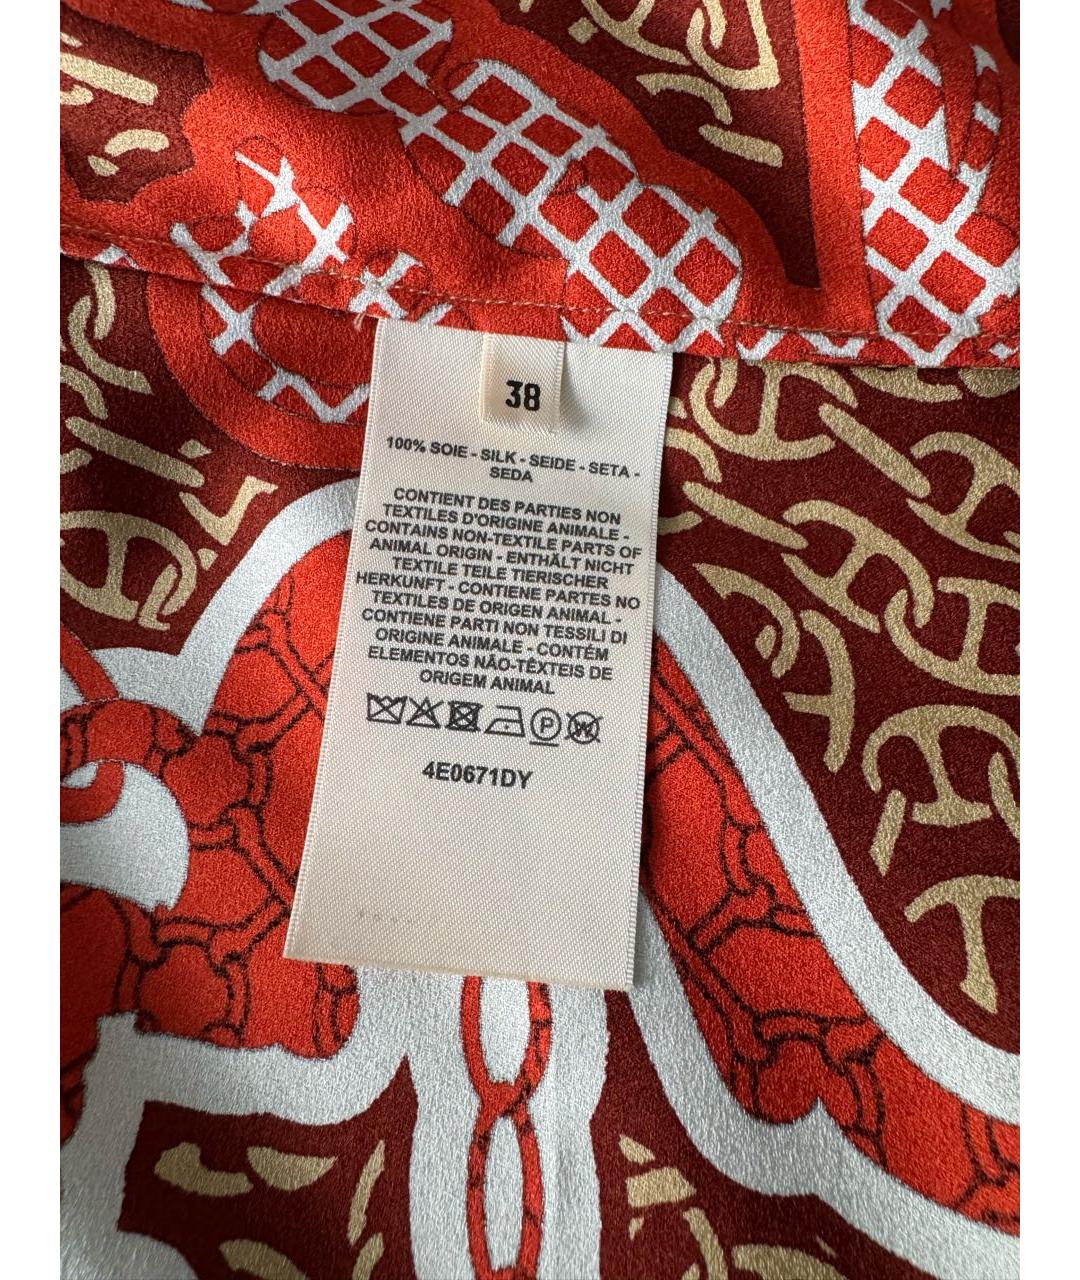 38
100% SOIE - SILK - SEIDE - SETA -
SEDA
CONTIENT DES PARTIES NON
TEXTILES D'ORIGINE ANIMALE -
CONTAINS NON-TEXTILE PARTS OF
ANIMAL ORIGIN - ENTHÄLT NICHT
TEXTILE TEILE TIERISCHER
HERKUNFT - CONTIENE PARTES NO
TEXTILES DE ORIGEN ANIMAL -
CONTIENE PARTI NON TESSILI DI
ORIGINE ANIMALE - CONTÉM
ELEMENTOS NÃO-TÊXTEIS DE
ORIGEM ANIMAL
P W
4E0671DY